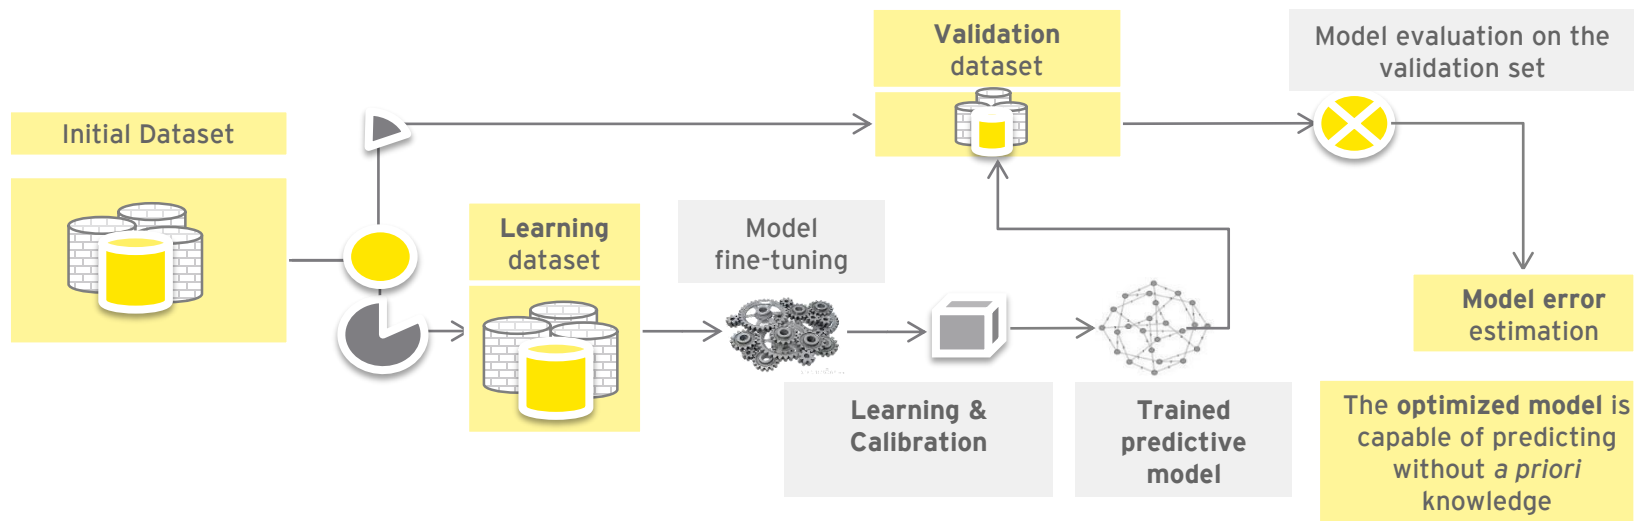 Initial Dataset
Validation
dataset
Model evaluation on the
validation set
Learning
dataset
Model
fine-tuning
Learning &
Calibration
Trained
predictive
model
Model error
estimation
The optimized model is
capable of predicting
without a priori
knowledge